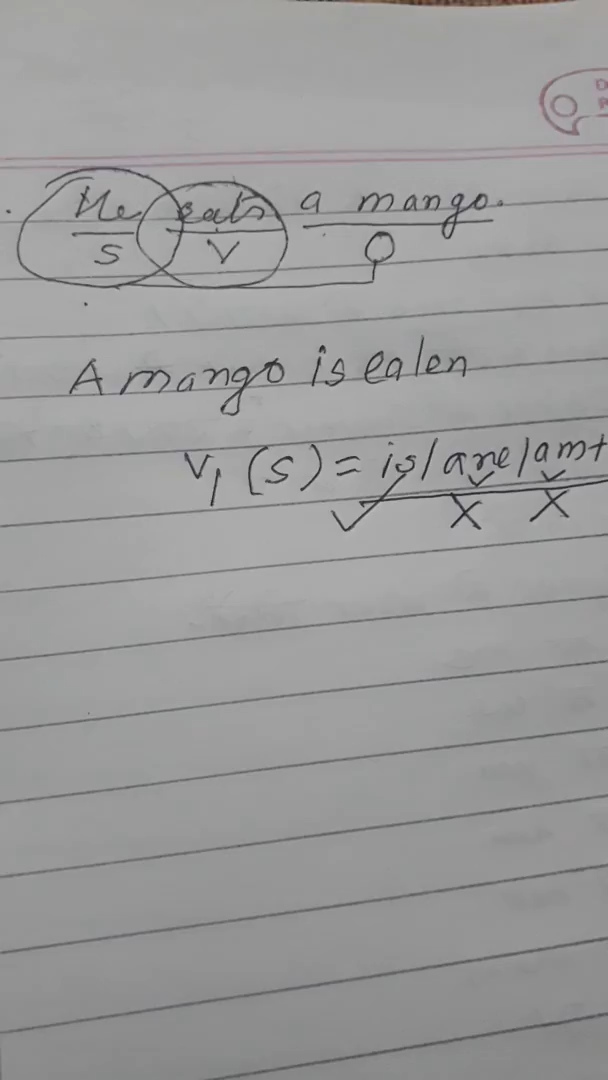 He eats a mango.
S V O
A mango is eaten
V1 (S) = is/are/am+
✓ X X